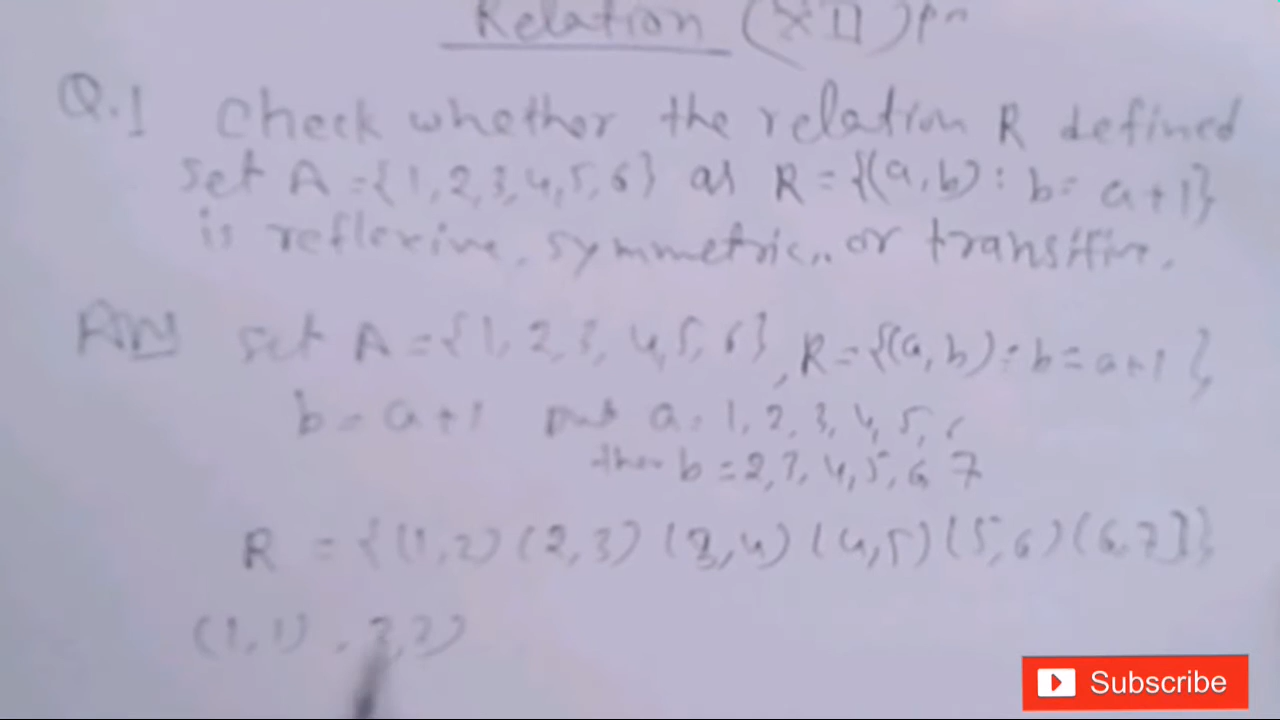 Relation (XII)
Q.1 Check whether the relation R defined
set A = {1, 2, 3, 4, 5, 6} as R = {(a, b) : b = a + 1}
is reflexive, symmetric, or transitive.
Ans set A = {1, 2, 3, 4, 5, 6}, R = {(a, b) : b = a + 1},
b = a + 1 put a = 1, 2, 3, 4, 5, 6
then b = 2, 3, 4, 5, 6, 7
R = {(1, 2) (2, 3) (3, 4) (4, 5) (5, 6) (6, 7)}
(1, 1), 2, 2)
Subscribe